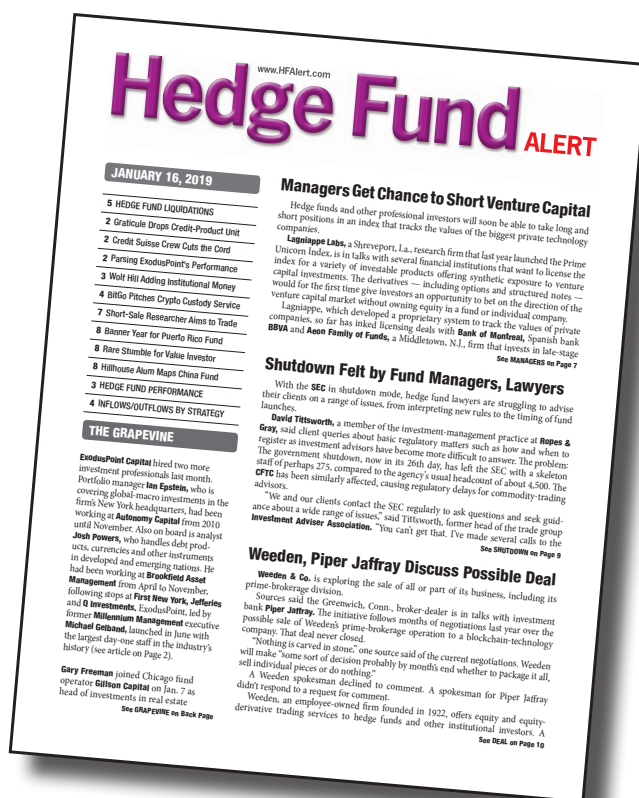 www.HFAlert.com
Hedge Fund ALERT
JANUARY 16, 2019
5 HEDGE FUND LIQUIDATIONS
2 Graticule Drops Credit-Product Unit
2 Credit Suisse Crew Cuts the Cord
2 Parsing ExodusPoint's Performance
3 Wolf Hill Adding Institutional Money
4 BitGo Pitches Crypto Custody Service
7 Short-Sale Researcher Aims to Trade
8 Banner Year for Puerto Rico Fund
8 Rare Stumble for Value Investor
8 Hillhouse Alum Maps China Fund
3 HEDGE FUND PERFORMANCE
4 INFLOWS/OUTFLOWS BY STRATEGY
THE GRAPEVINE
ExodusPoint Capital hired two more
investment professionals last month.
Portfolio manager Ian Epstein, who is
covering global-macro investments in the
firm's New York headquarters, had been
working at Autonomy Capital from 2010
until November. Also on board is analyst
Josh Powers, who handles debt prod-
ucts, currencies and other instruments
in developed and emerging nations. He
had been working at Brookfield Asset
Management from April to November,
following stops at First New York, Jefferies
and Q Investments. ExodusPoint, led by
former Millennium Management executive
Michael Gelband, launched in June with
the largest day-one staff in the industry's
history (see article on Page 2).
Gary Freeman joined Chicago fund
operator Gillson Capital on Jan. 7 as
head of investments in real estate
See GRAPEVINE on Back Page
Managers Get Chance to Short Venture Capital
Hedge funds and other professional investors will soon be able to take long and
short positions in an index that tracks the values of the biggest private technology
companies.
Lagniappe Labs, a Shreveport, La., research firm that last year launched the Prime
Unicorn Index, is in talks with several financial institutions that want to license the
index for a variety of investable products offering synthetic exposure to venture
capital investments. The derivatives — including options and structured notes —
would for the first time give investors an opportunity to bet on the direction of the
venture capital market without owning equity in a fund or individual company.
Lagniappe, which developed a proprietary system to track the values of private
companies, so far has inked licensing deals with Bank of Montreal, Spanish bank
BBVA and Aeon Family of Funds, a Middletown, N.J., firm that invests in late-stage
See MANAGERS on Page 7
Shutdown Felt by Fund Managers, Lawyers
With the SEC in shutdown mode, hedge fund lawyers are struggling to advise
their clients on a range of issues, from interpreting new rules to the timing of fund
launches.
David Tittsworth, a member of the investment-management practice at Ropes &
Gray, said client queries about basic regulatory matters such as how and when to
register as investment advisors have become more difficult to answer. The problem:
The government shutdown, now in its 26th day, has left the SEC with a skeleton
staff of perhaps 275, compared to the agency's usual headcount of about 4,500. The
CFTC has been similarly affected, causing regulatory delays for commodity-trading
advisors.
"We and our clients contact the SEC regularly to ask questions and seek guid-
ance about a wide range of issues," said Tittsworth, former head of the trade group
Investment Adviser Association. "You can't get that. I've made several calls to the
See SHUTDOWN on Page 9
Weeden, Piper Jaffray Discuss Possible Deal
Weeden & Co. is exploring the sale of all or part of its business, including its
prime-brokerage division.
Sources said the Greenwich, Conn., broker-dealer is in talks with investment
bank Piper Jaffray. The initiative follows months of negotiations last year over the
possible sale of Weeden's prime-brokerage operation to a blockchain-technology
company. That deal never closed.
"Nothing is carved in stone," one source said of the current negotiations. Weeden
will make "some sort of decision probably by month's end whether to package it all,
sell individual pieces or do nothing."
A Weeden spokesman declined to comment. A spokesman for Piper Jaffray
didn't respond to a request for comment.
Weeden, an employee-owned firm founded in 1922, offers equity and equity-
derivative trading services to hedge funds and other institutional investors. A
See DEAL on Page 10